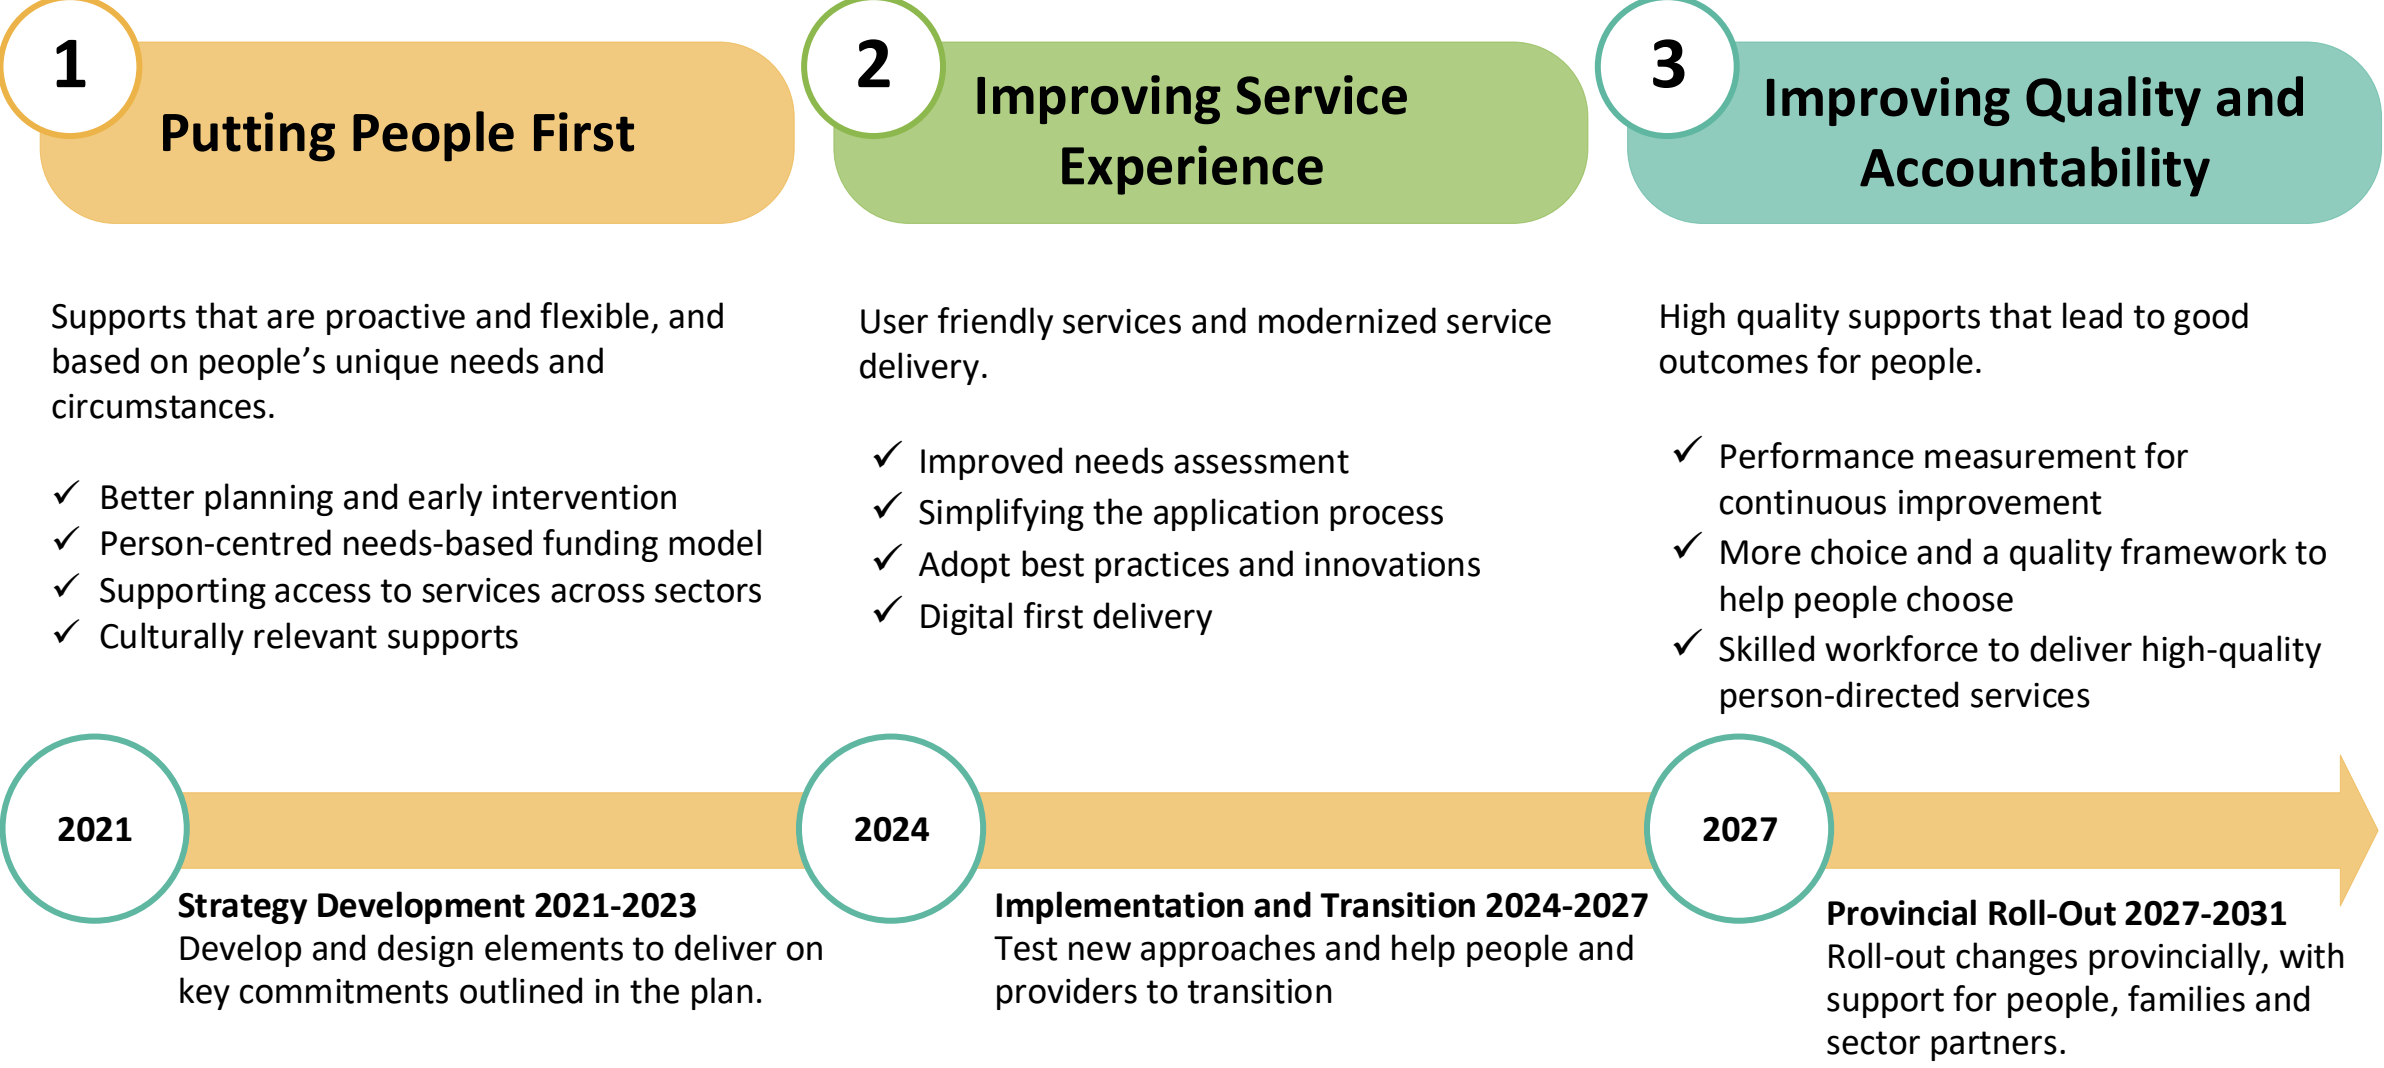 1
Putting People First
Supports that are proactive and flexible, and
based on people’s unique needs and
circumstances.
✓ Better planning and early intervention
✓ Person-centred needs-based funding model
✓ Supporting access to services across sectors
✓ Culturally relevant supports
2
Improving Service
Experience
User friendly services and modernized service
delivery.
✓ Improved needs assessment
✓ Simplifying the application process
✓ Adopt best practices and innovations
✓ Digital first delivery
3
Improving Quality and
Accountability
High quality supports that lead to good
outcomes for people.
✓ Performance measurement for
continuous improvement
✓ More choice and a quality framework to
help people choose
✓ Skilled workforce to deliver high-quality
person-directed services
2021
Strategy Development 2021-2023
Develop and design elements to deliver on
key commitments outlined in the plan.
2024
Implementation and Transition 2024-2027
Test new approaches and help people and
providers to transition
2027
Provincial Roll-Out 2027-2031
Roll-out changes provincially, with
support for people, families and
sector partners.